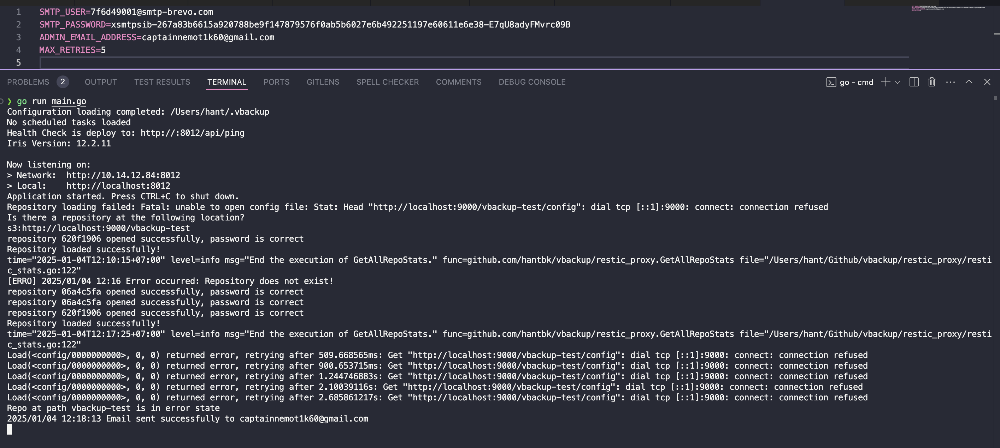 1 SMTP_USER=7f6d49001@smtp-brevo.com
2 SMTP_PASSWORD=xsmtpsib-267a83b6615a920788be9f147879576f0ab5b6027e6b492251197e60611e6e38-E7qU8adyFMvrc09B
3 ADMIN_EMAIL_ADDRESS=captainnemot1k60@gmail.com
4 MAX_RETRIES=5
5
PROBLEMS 2 OUTPUT TEST RESULTS TERMINAL PORTS GITLENS SPELL CHECKER COMMENTS DEBUG CONSOLE go - cmd
❯ go run main.go
Configuration loading completed: /Users/hant/.vbackup
No scheduled tasks loaded
Health Check is deploy to: http://:8012/api/ping
Iris Version: 12.2.11
Now listening on:
> Network:  http://10.14.12.84:8012
> Local:    http://localhost:8012
Application started. Press CTRL+C to shut down.
Repository loading failed: Fatal: unable to open config file: Stat: Head "http://localhost:9000/vbackup-test/config": dial tcp [::1]:9000: connect: connection refused
Is there a repository at the following location?
s3:http://localhost:9000/vbackup-test
repository 620f1906 opened successfully, password is correct
Repository loaded successfully!
time="2025-01-04T12:10:15+07:00" level=info msg="End the execution of GetAllRepoStats." func=github.com/hantbk/vbackup/restic_proxy.GetAllRepoStats file="/Users/hant/Github/vbackup/restic_proxy/resti
c_stats.go:122"
[ERRO] 2025/01/04 12:16 Error occurred: Repository does not exist!
repository 06a4c5fa opened successfully, password is correct
repository 06a4c5fa opened successfully, password is correct
repository 620f1906 opened successfully, password is correct
Repository loaded successfully!
time="2025-01-04T12:17:25+07:00" level=info msg="End the execution of GetAllRepoStats." func=github.com/hantbk/vbackup/restic_proxy.GetAllRepoStats file="/Users/hant/Github/vbackup/restic_proxy/resti
c_stats.go:122"
Load(<config/0000000000>, 0, 0) returned error, retrying after 509.668565ms: Get "http://localhost:9000/vbackup-test/config": dial tcp [::1]:9000: connect: connection refused
Load(<config/0000000000>, 0, 0) returned error, retrying after 900.653715ms: Get "http://localhost:9000/vbackup-test/config": dial tcp [::1]:9000: connect: connection refused
Load(<config/0000000000>, 0, 0) returned error, retrying after 1.244746883s: Get "http://localhost:9000/vbackup-test/config": dial tcp [::1]:9000: connect: connection refused
Load(<config/0000000000>, 0, 0) returned error, retrying after 2.10039116s: Get "http://localhost:9000/vbackup-test/config": dial tcp [::1]:9000: connect: connection refused
Load(<config/0000000000>, 0, 0) returned error, retrying after 2.685861217s: Get "http://localhost:9000/vbackup-test/config": dial tcp [::1]:9000: connect: connection refused
Repo at path vbackup-test is in error state
2025/01/04 12:18:13 Email sent successfully to captainnemot1k60@gmail.com